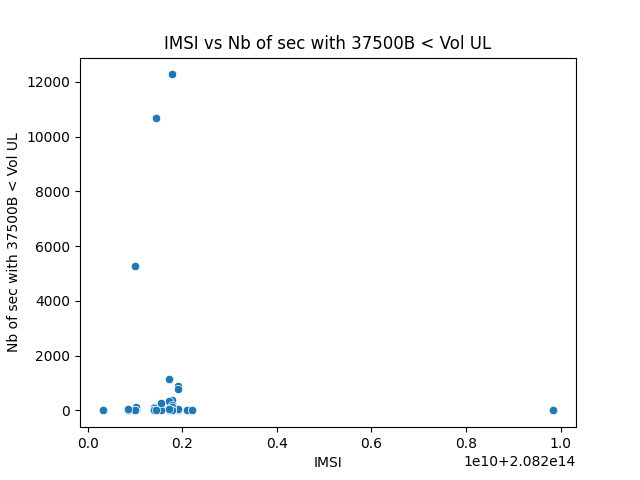 IMSI vs Nb of sec with 37500B < Vol UL
Nb of sec with 37500B < Vol UL
12000
10000
8000
6000
4000
2000
0
0.0 0.2 0.4 0.6 0.8 1.0
1e10+2.082e14
IMSI